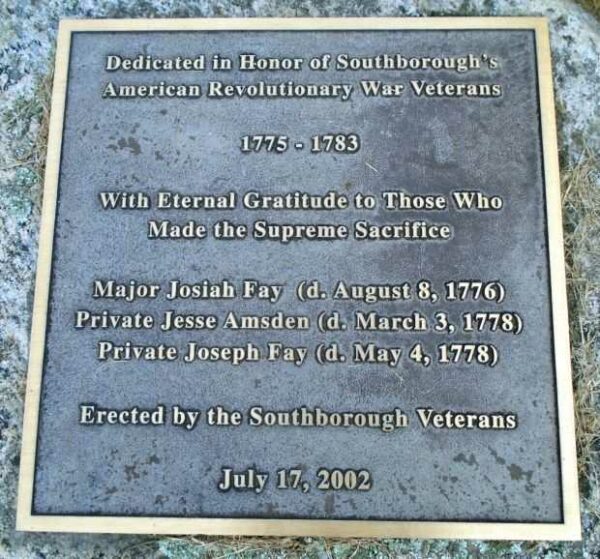 Dedicated in Honor of Southborough's
American Revolutionary War Veterans
1775 - 1783
With Eternal Gratitude to Those Who
Made the Supreme Sacrifice
Major Josiah Fay (d. August 8, 1776)
Private Jesse Amsden (d. March 3, 1778)
Private Joseph Fay (d. May 4, 1778)
Erected by the Southborough Veterans
July 17, 2002